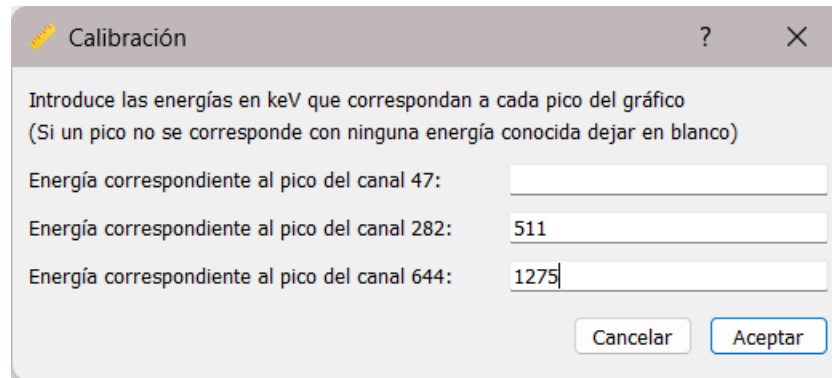 Calibración ? ×
Introduce las energías en keV que correspondan a cada pico del gráfico
(Si un pico no se corresponde con ninguna energía conocida dejar en blanco)
Energía correspondiente al pico del canal 47:
Energía correspondiente al pico del canal 282: 511
Energía correspondiente al pico del canal 644: 1275
Cancelar Aceptar